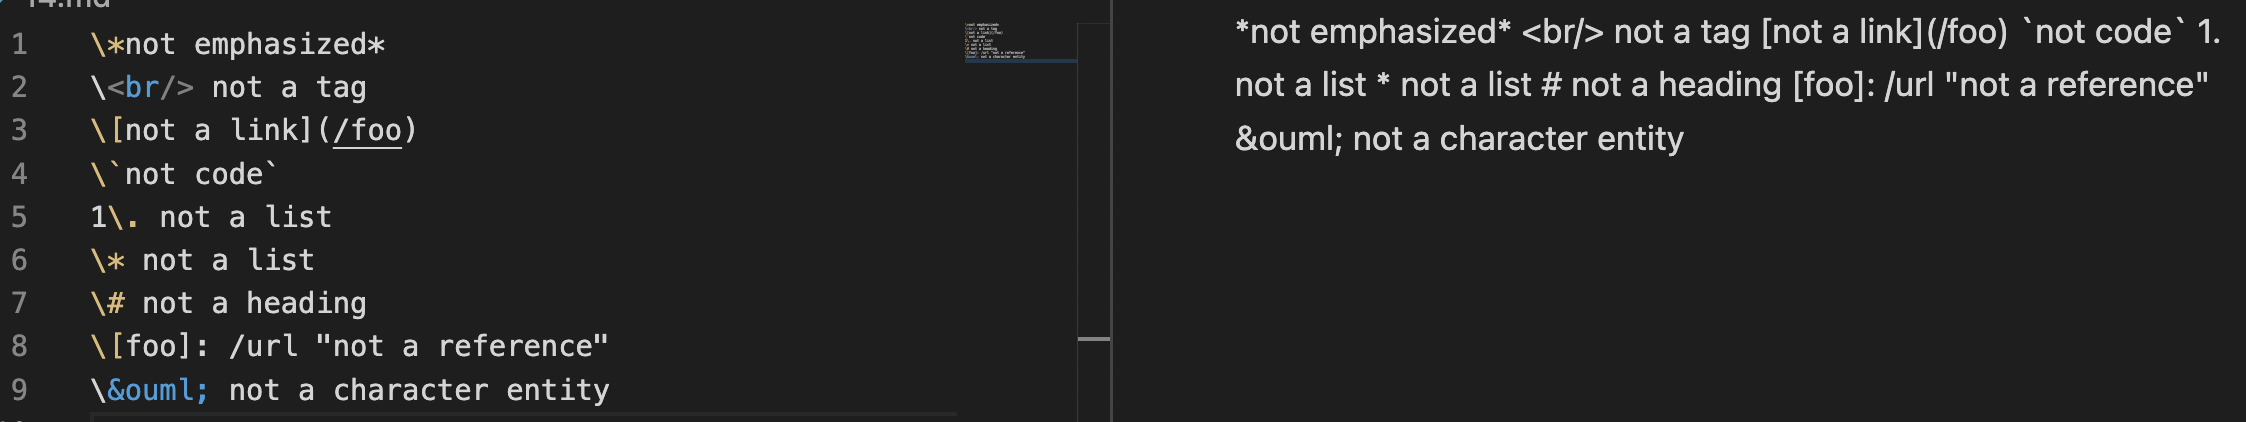 14.md
1 \*not emphasized*
2 \<br/> not a tag
3 \[not a link](/foo)
4 \`not code`
5 1\. not a list
6 \* not a list
7 \# not a heading
8 \[foo]: /url "not a reference"
9 \&ouml; not a character entity
*not emphasized* <br/> not a tag [not a link](/foo) `not code` 1.
not a list * not a list # not a heading [foo]: /url "not a reference"
&ouml; not a character entity